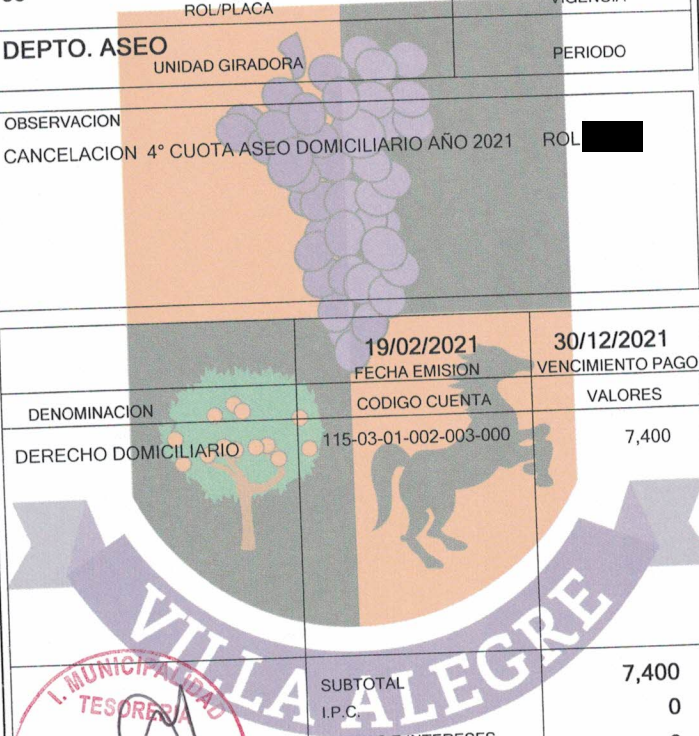 ROL/PLACA
DEPTO. ASEO
UNIDAD GIRADORA
PERIODO
OBSERVACION
CANCELACION 4° CUOTA ASEO DOMICILIARIO AÑO 2021 ROL
19/02/2021 30/12/2021
FECHA EMISION VENCIMIENTO PAGO
DENOMINACION CODIGO CUENTA VALORES
DERECHO DOMICILIARIO 115-03-01-002-003-000 7,400
VILLA ALEGRE
I. MUNICIPALIDAD
TESORERIA
SUBTOTAL 7,400
I.P.C. 0